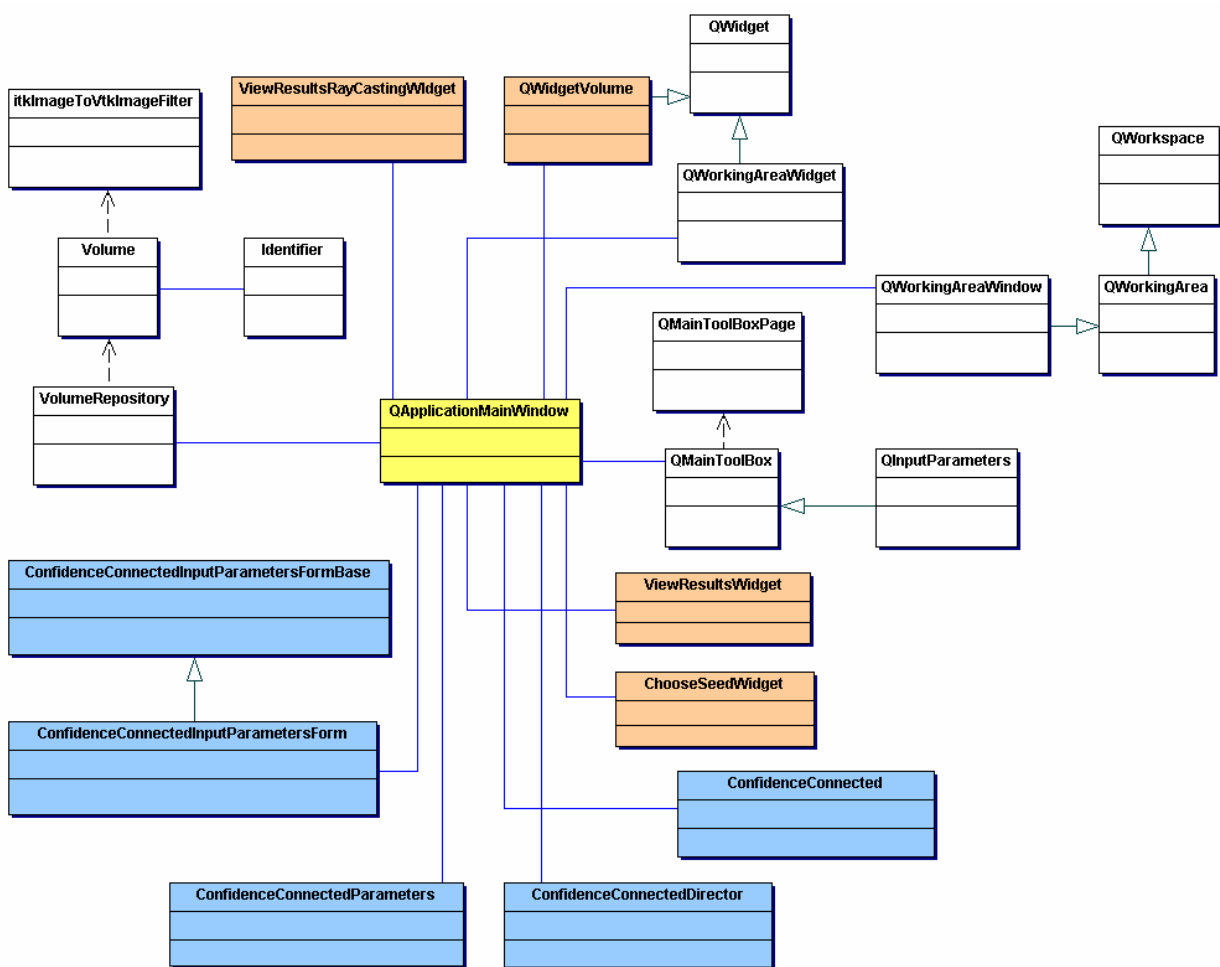 QWidget
ViewResultsRayCastingWIdget
QWidgetVolume
itkImageToVtkImageFilter
QWorkspace
QWorkingAreaWidget
Volume
Identifier
QWorkingAreaWindow
QWorkingArea
QMainToolBoxPage
VolumeRepository
QApplicationMainWindow
QMainToolBox
QInputParameters
ConfidenceConnectedInputParametersFormBase
ViewResultsWidget
ChooseSeedWidget
ConfidenceConnectedInputParametersForm
ConfidenceConnected
ConfidenceConnectedParameters
ConfidenceConnectedDirector